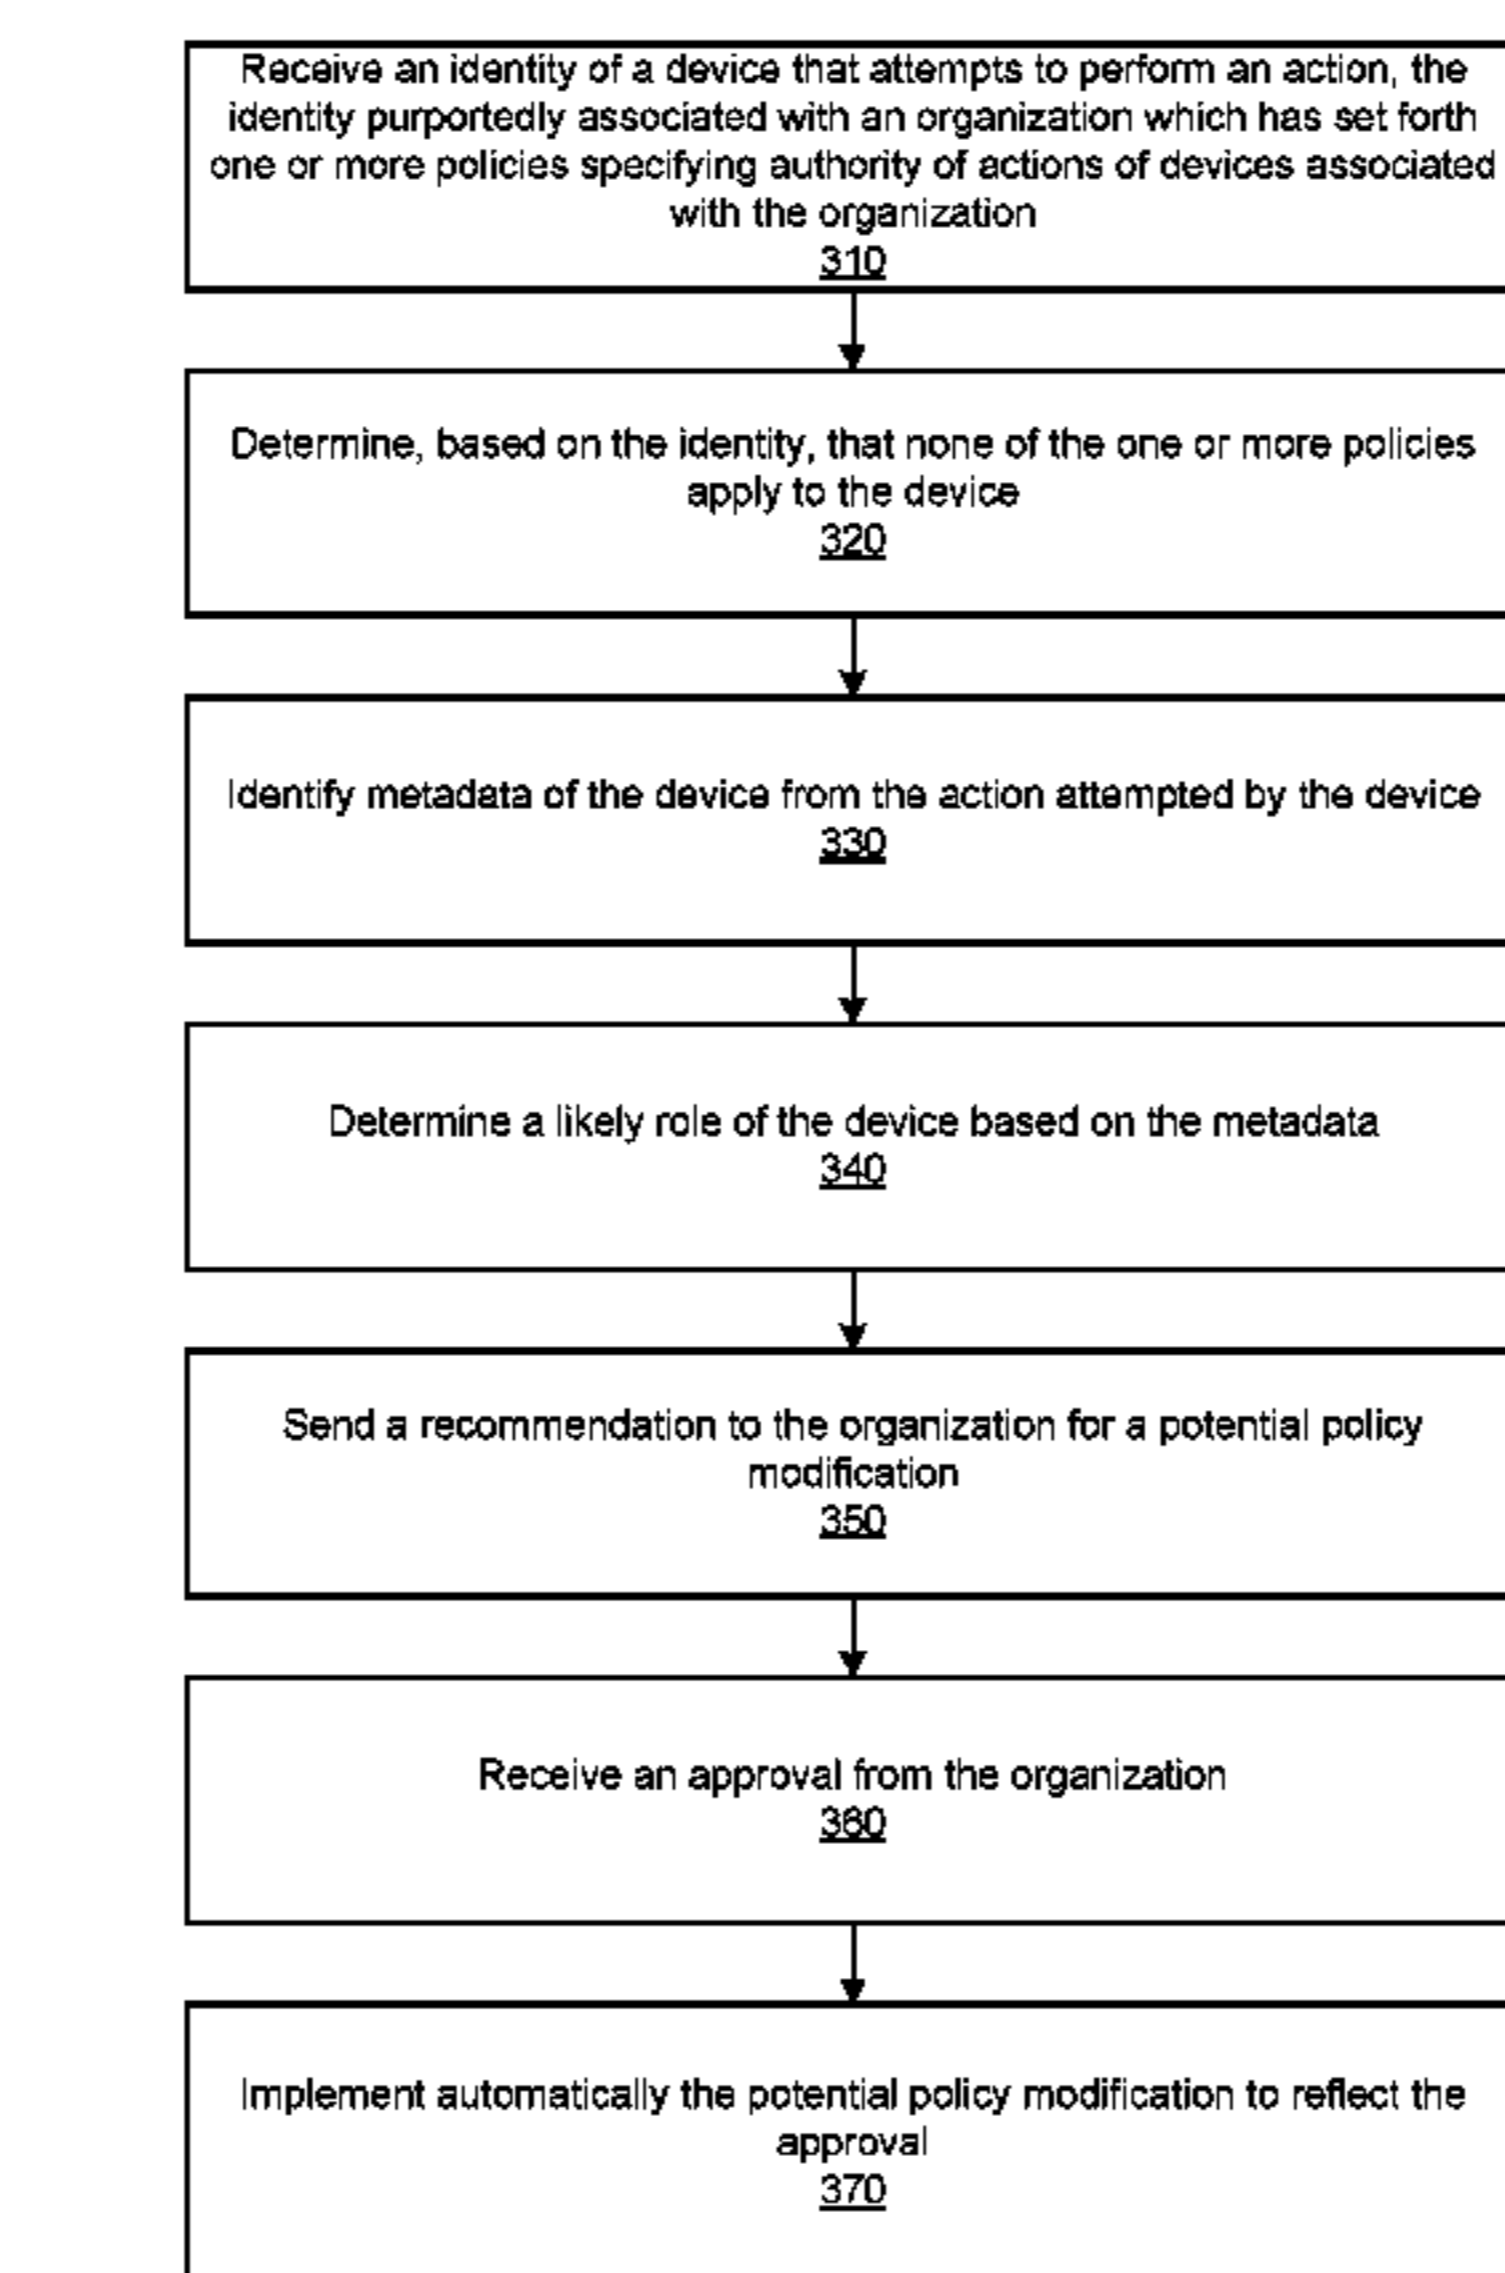 Receive an identity of a device that attempts to perform an action, the
identity purportedly associated with an organization which has set forth
one or more policies specifying authority of actions of devices associated
with the organization
310
Determine, based on the identity, that none of the one or more policies
apply to the device
320
Identify metadata of the device from the action attempted by the device
330
Determine a likely role of the device based on the metadata
340
Send a recommendation to the organization for a potential policy
modification
350
Receive an approval from the organization
360
Implement automatically the potential policy modification to reflect the
approval
370